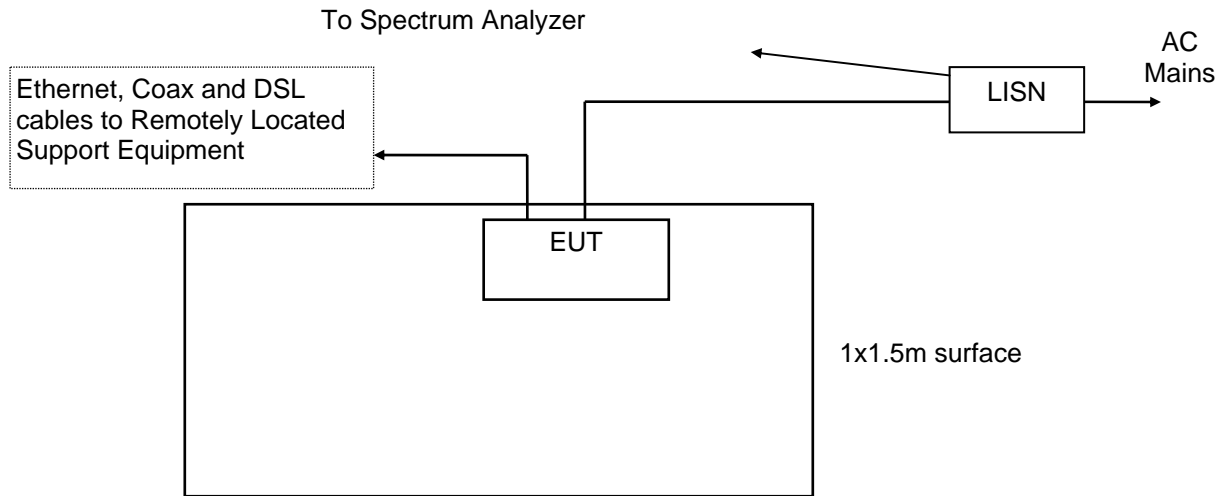 To Spectrum Analyzer
AC
Mains
Ethernet, Coax and DSL
cables to Remotely Located
Support Equipment
LISN
EUT
1x1.5m surface